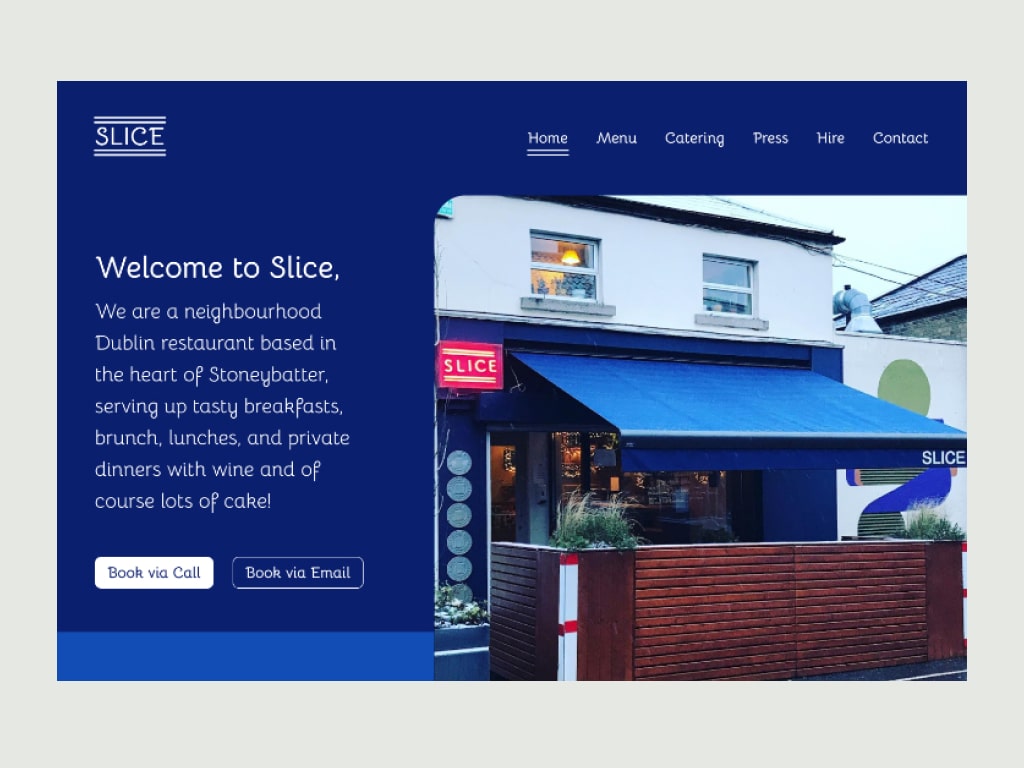 SLICE
Home Menu Catering Press Hire Contact
Welcome to Slice,
We are a neighbourhood
Dublin restaurant based in
the heart of Stoneybatter,
serving up tasty breakfasts,
brunch, lunches, and private
dinners with wine and of
course lots of cake!
Book via Call Book via Email
SLICE
SLICE